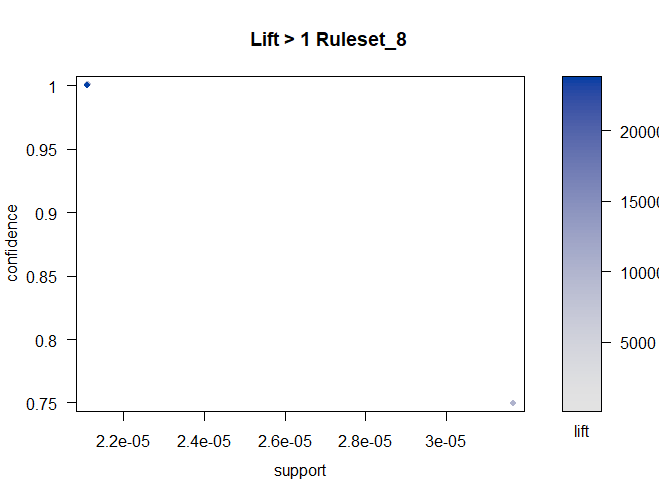 Lift > 1 Ruleset_8
1
0.95
0.9
0.85
0.8
0.75
confidence
2.2e-05
2.4e-05
2.6e-05
2.8e-05
3e-05
support
20000
15000
10000
5000
lift